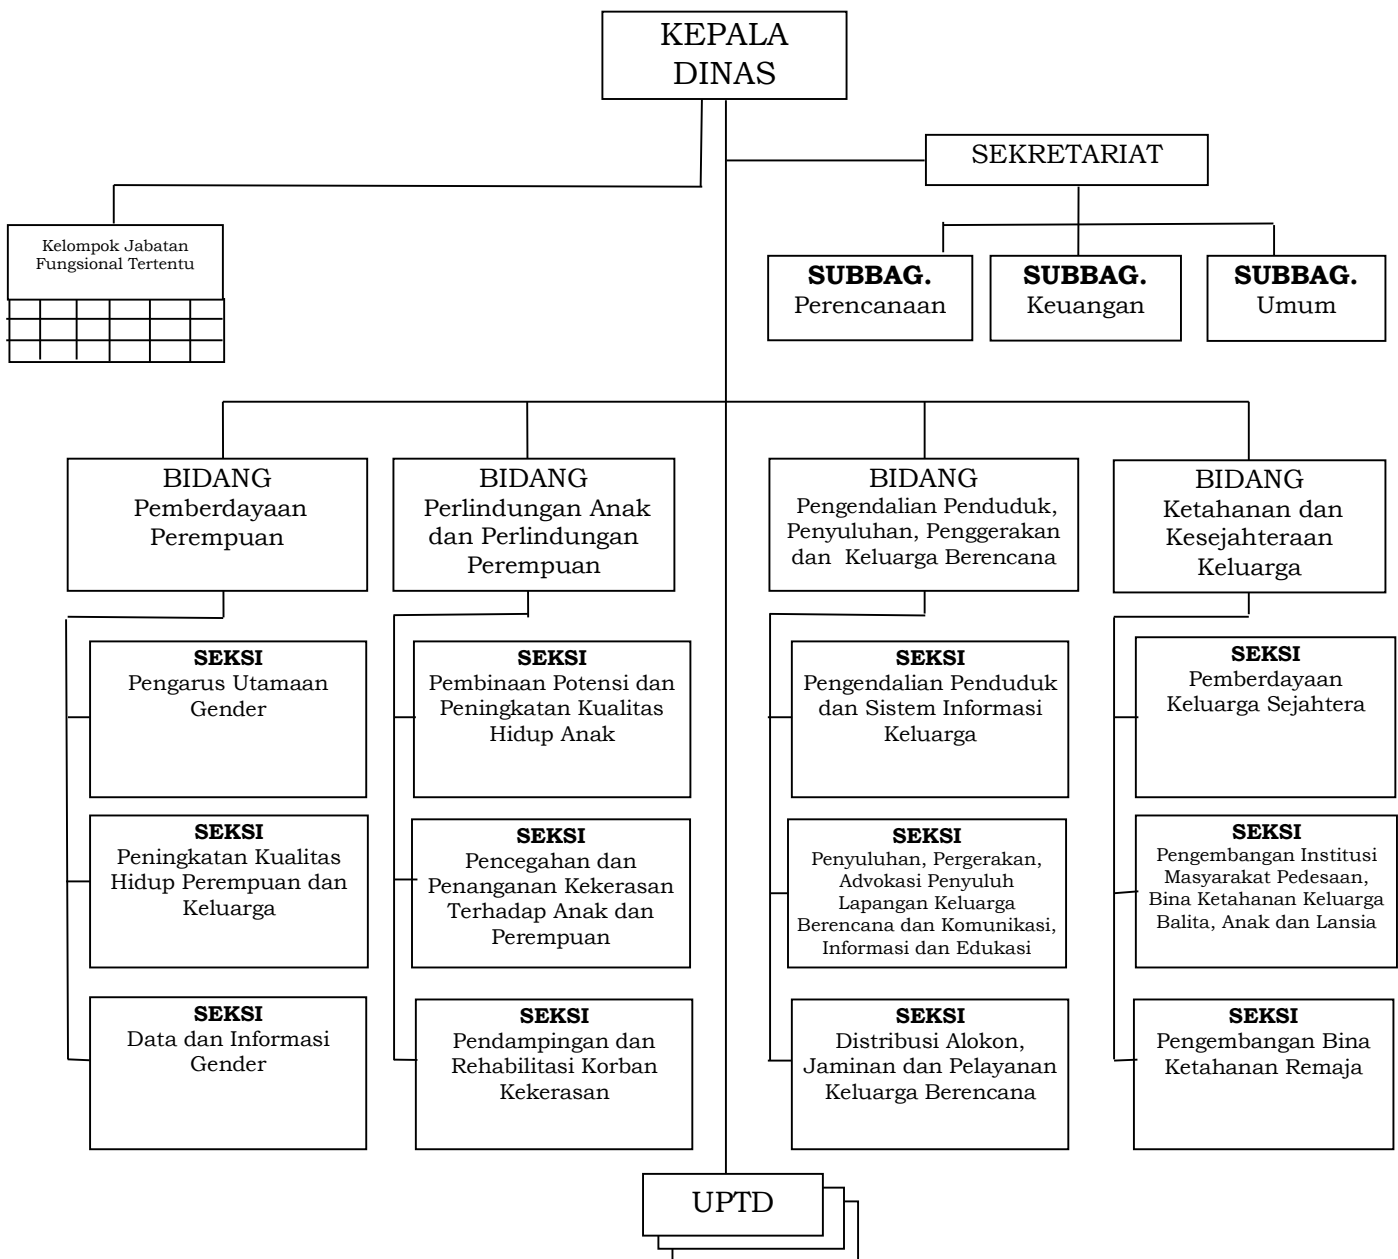 KEPALA
DINAS
SEKRETARIAT
Kelompok Jabatan
Fungsional Tertentu
SUBBAG.
Perencanaan
SUBBAG.
Keuangan
SUBBAG.
Umum
BIDANG
Pemberdayaan
Perempuan
BIDANG
Perlindungan Anak
dan Perlindungan
Perempuan
BIDANG
Pengendalian Penduduk,
Penyuluhan, Penggerakan
dan Keluarga Berencana
BIDANG
Ketahanan dan
Kesejahteraan
Keluarga
SEKSI
Pengarus Utamaan
Gender
SEKSI
Pembinaan Potensi dan
Peningkatan Kualitas
Hidup Anak
SEKSI
Pengendalian Penduduk
dan Sistem Informasi
Keluarga
SEKSI
Pemberdayaan
Keluarga Sejahtera
SEKSI
Peningkatan Kualitas
Hidup Perempuan dan
Keluarga
SEKSI
Pencegahan dan
Penanganan Kekerasan
Terhadap Anak dan
Perempuan
SEKSI
Penyuluhan, Pergerakan,
Advokasi Penyuluh
Lapangan Keluarga
Berencana dan Komunikasi,
Informasi dan Edukasi
SEKSI
Pengembangan Institusi
Masyarakat Pedesaan,
Bina Ketahanan Keluarga
Balita, Anak dan Lansia
SEKSI
Data dan Informasi
Gender
SEKSI
Pendampingan dan
Rehabilitasi Korban
Kekerasan
SEKSI
Distribusi Alokon,
Jaminan dan Pelayanan
Keluarga Berencana
SEKSI
Pengembangan Bina
Ketahanan Remaja
UPTD